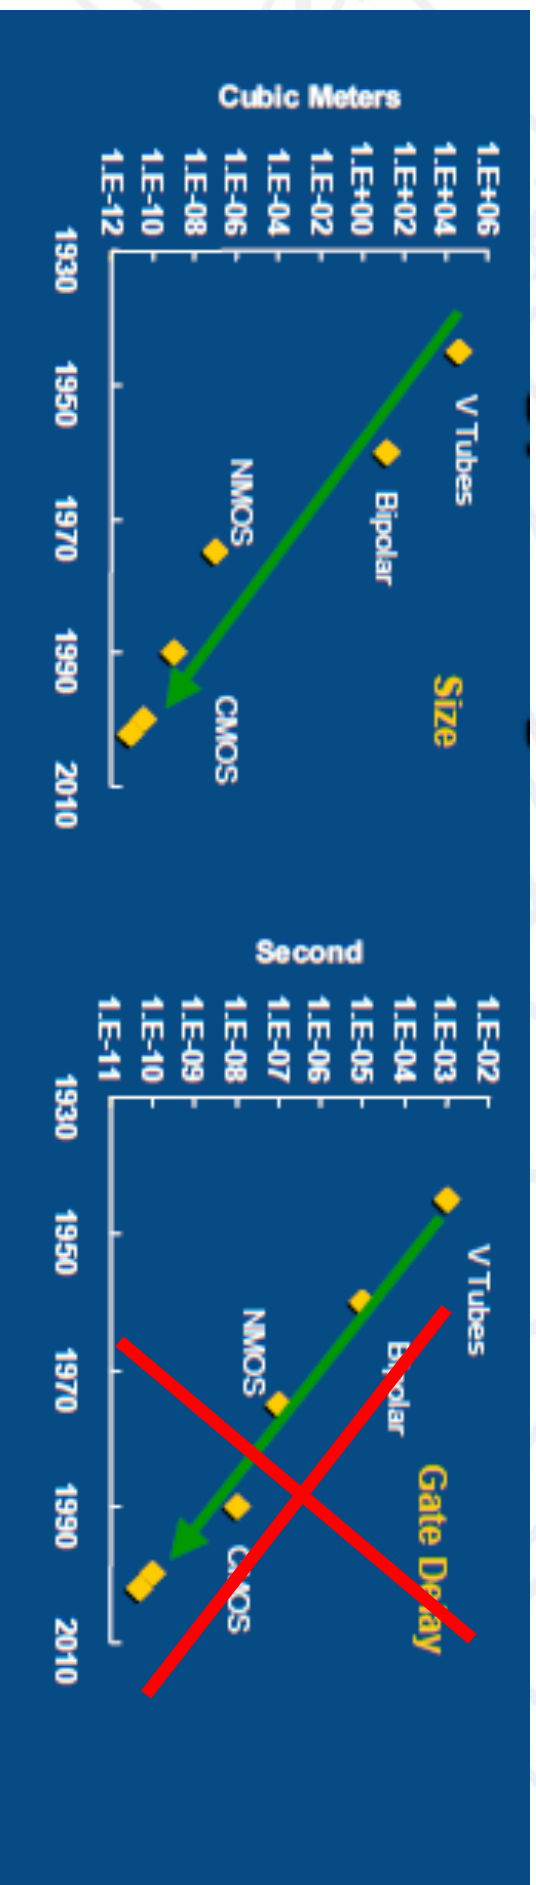 Size
Cubic Meters
1.E+06
1.E+04
1.E+02
1.E+00
1.E-02
1.E-04
1.E-06
1.E-08
1.E-10
1.E-12
V Tubes
Bipolar
NMOS
CMOS
1930
1950
1970
1990
2010
Gate Delay
Second
1.E-02
1.E-03
1.E-04
1.E-05
1.E-06
1.E-07
1.E-08
1.E-09
1.E-10
1.E-11
V Tubes
Bipolar
NMOS
CMOS
1930
1950
1970
1990
2010